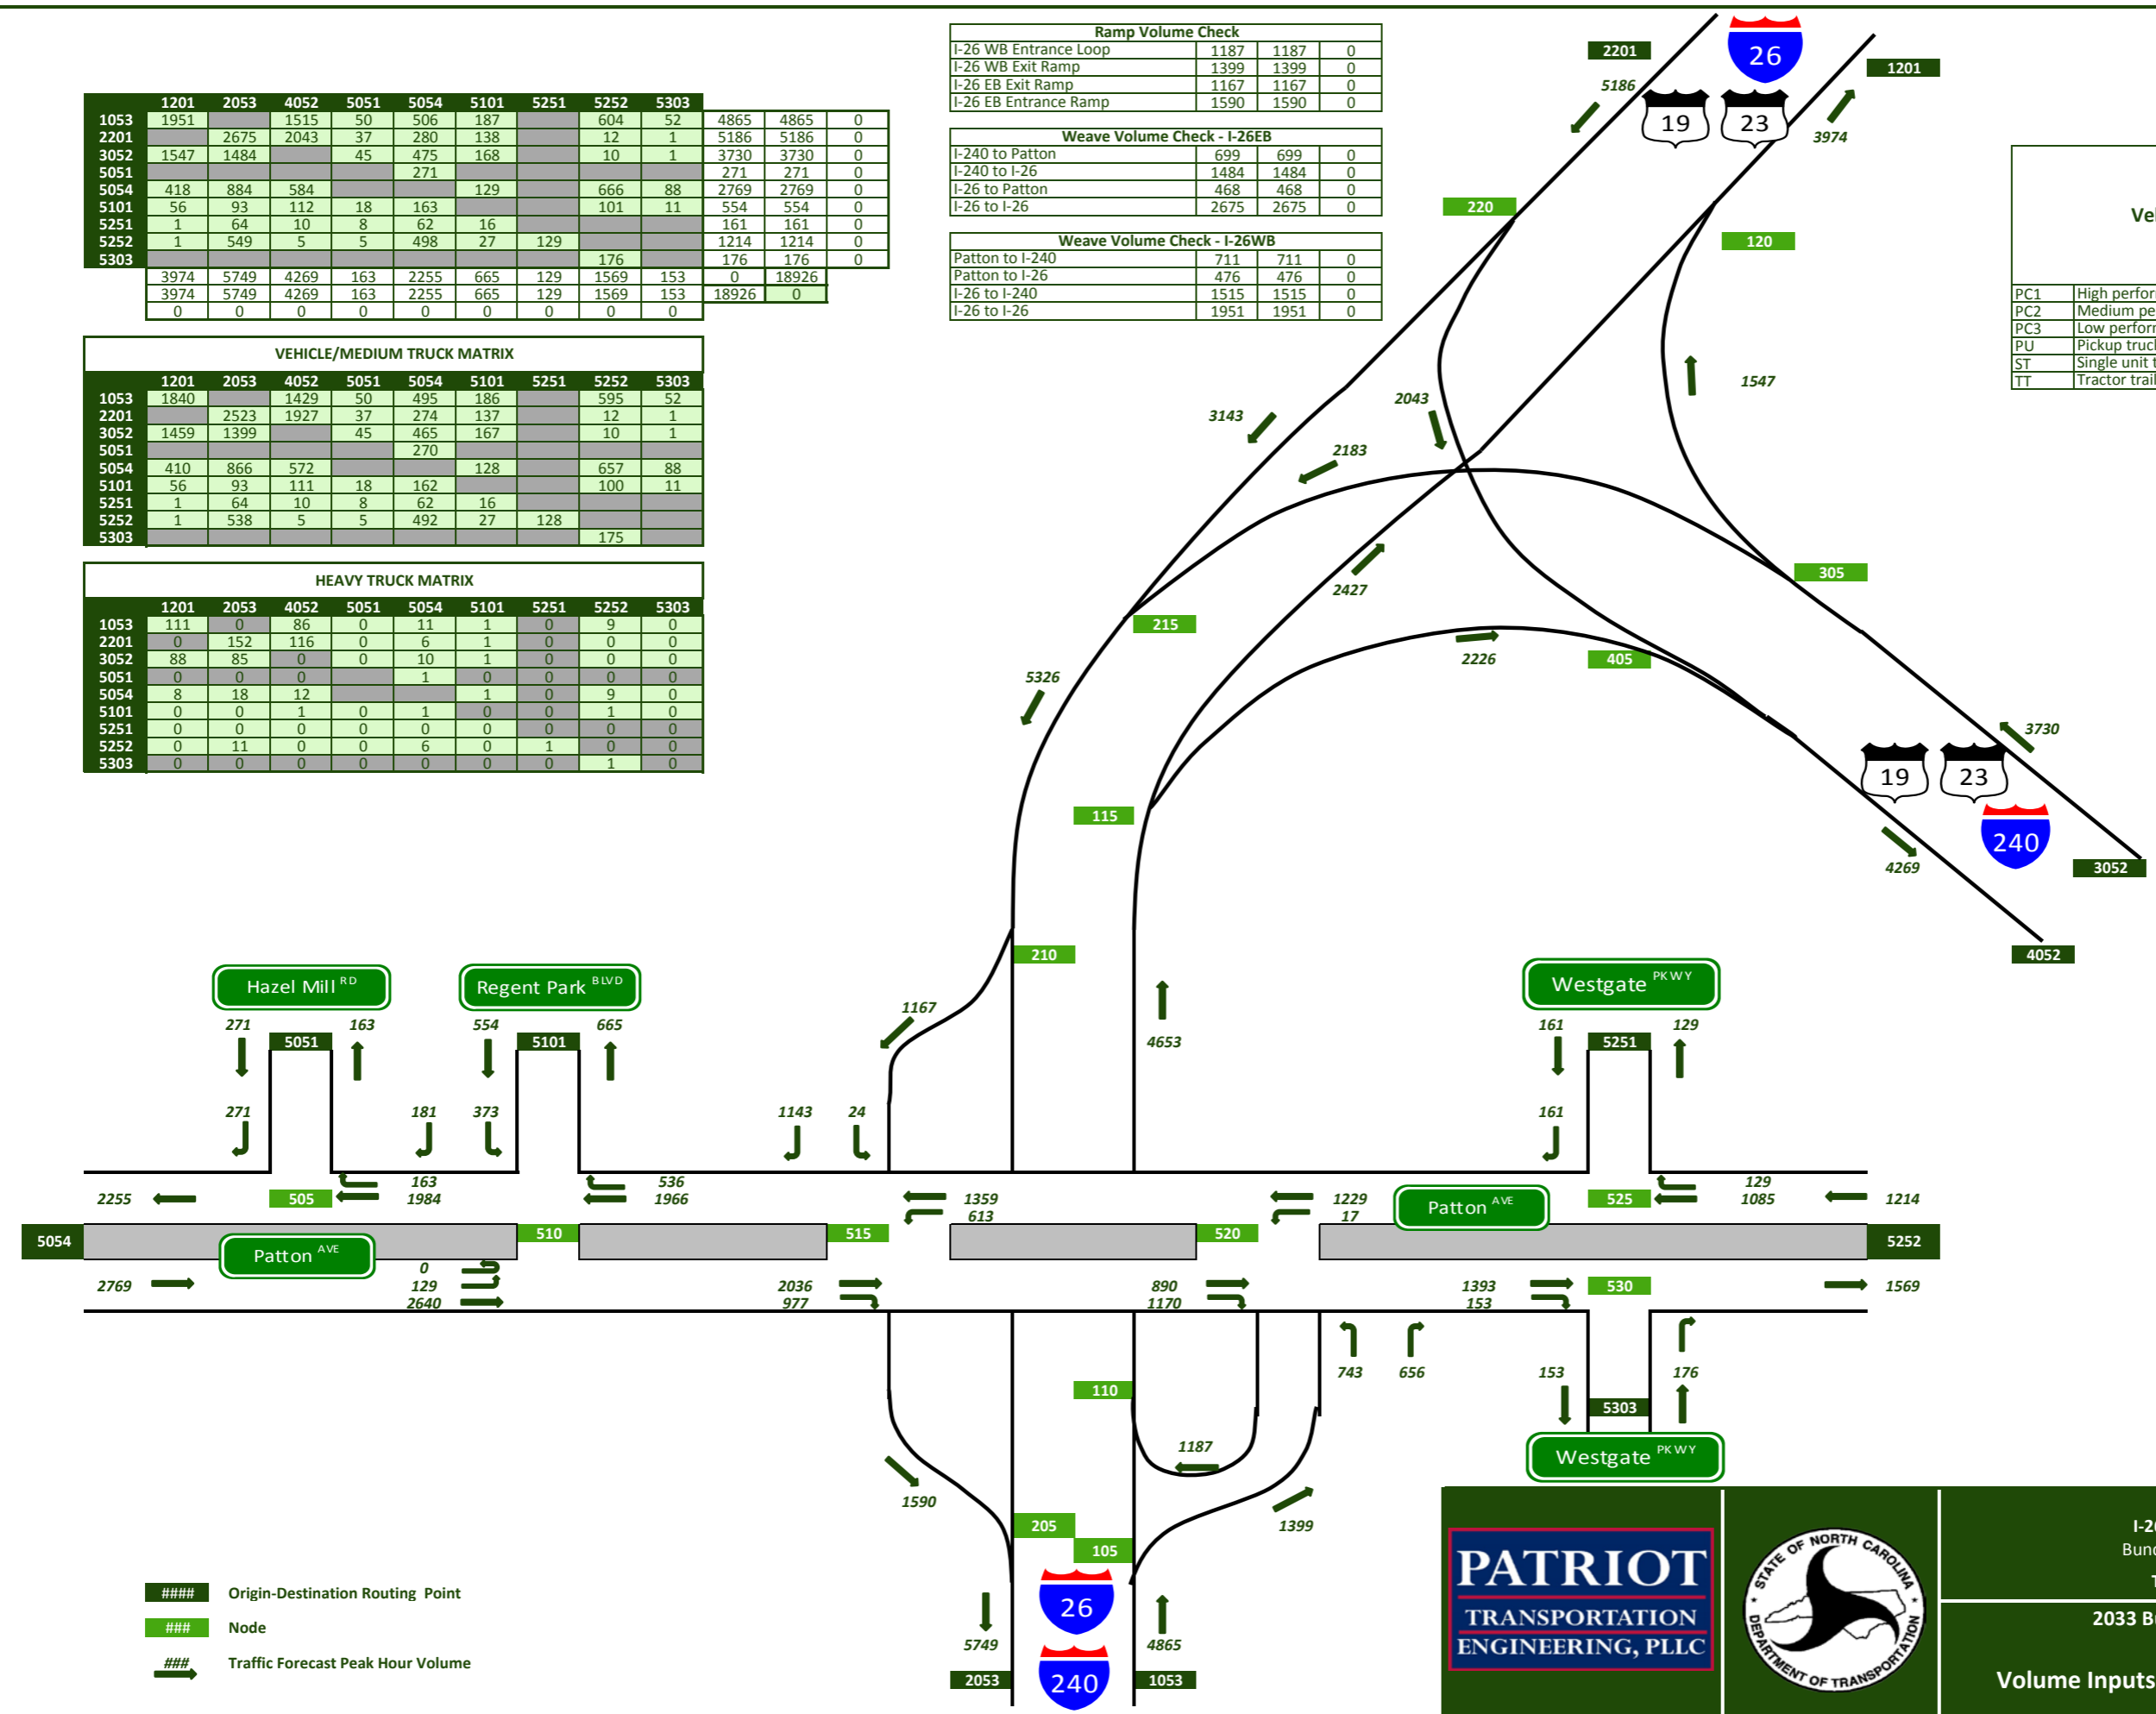 1201 2053 4052 5051 5054 5101 5251 5252 5303
1053 1951 1515 50 506 187 604 52 4865 4865 0
2201 2675 2043 37 280 138 12 1 5186 5186 0
3052 1547 1484 45 475 168 10 1 3730 3730 0
5051 271 271 271 0
5054 418 884 584 129 666 88 2769 2769 0
5101 56 93 112 18 163 101 11 554 554 0
5251 1 64 10 8 62 16 161 161 0
5252 1 549 5 5 498 27 129 1214 1214 0
5303 176 176 176 0
3974 5749 4269 163 2255 665 129 1569 153 0 18926
3974 5749 4269 163 2255 665 129 1569 153 18926 0
0 0 0 0 0 0 0 0 0
VEHICLE/MEDIUM TRUCK MATRIX
1201 2053 4052 5051 5054 5101 5251 5252 5303
1053 1840 1429 50 495 186 595 52
2201 2523 1927 37 274 137 12 1
3052 1459 1399 45 465 167 10 1
5051 270
5054 410 866 572 128 657 88
5101 56 93 111 18 162 100 11
5251 1 64 10 8 62 16
5252 1 538 5 5 492 27 128
5303 175
HEAVY TRUCK MATRIX
1201 2053 4052 5051 5054 5101 5251 5252 5303
1053 111 0 86 0 11 1 0 9 0
2201 0 152 116 0 6 1 0 0 0
3052 88 85 0 0 10 1 0 0 0
5051 0 0 0 1 0 0 0 0
5054 8 18 12 1 0 9 0
5101 0 0 1 0 1 0 0 1 0
5251 0 0 0 0 0 0 0 0 0
5252 0 11 0 0 6 0 1 0 0
5303 0 0 0 0 0 0 0 1 0
Ramp Volume Check
I-26 WB Entrance Loop 1187 1187 0
I-26 WB Exit Ramp 1399 1399 0
I-26 EB Exit Ramp 1167 1167 0
I-26 EB Entrance Ramp 1590 1590 0
Weave Volume Check - I-26EB
I-240 to Patton 699 699 0
I-240 to I-26 1484 1484 0
I-26 to Patton 468 468 0
I-26 to I-26 2675 2675 0
Weave Volume Check - I-26WB
Patton to I-240 711 711 0
Patton to I-26 476 476 0
I-26 to I-240 1515 1515 0
I-26 to I-26 1951 1951 0
2201
26
1201
5186
19 23
3974
220
120
PC1 High perfor
PC2
PC3
PU
ST Single unit
TT
1547
2043
3143
2183
2427
305
215
2226
405
5326
3730
19 23
115
240
4269
3052
210
4052
Hazel Mill RD
Regent Park BLVD
Westgate PKWY
1167
271 163 554 665
161 129
5051 5101 4653 5251
271 181 373 1143 24 161
2255 505 163 1984 536 1966 1359 613 1229 17 Patton AVE 525 129 1085 1214
5054 Patton AVE 510 515 520 5252
2769 0 129 2640 2036 977 890 1170 1393 153 530 1569
743 656 153 176
110
5303
1187
Westgate PKWY
1590
1399
205
105
26
5749 4865
2053 240 1053
#### Origin-Destination Routing Point
### Node
### Traffic Forecast Peak Hour Volume
PATRIOT
TRANSPORTATION
ENGINEERING, PLLC
STATE OF NORTH CAROLINA
DEPARTMENT OF TRANSPORTATION
2033
Volume Inputs